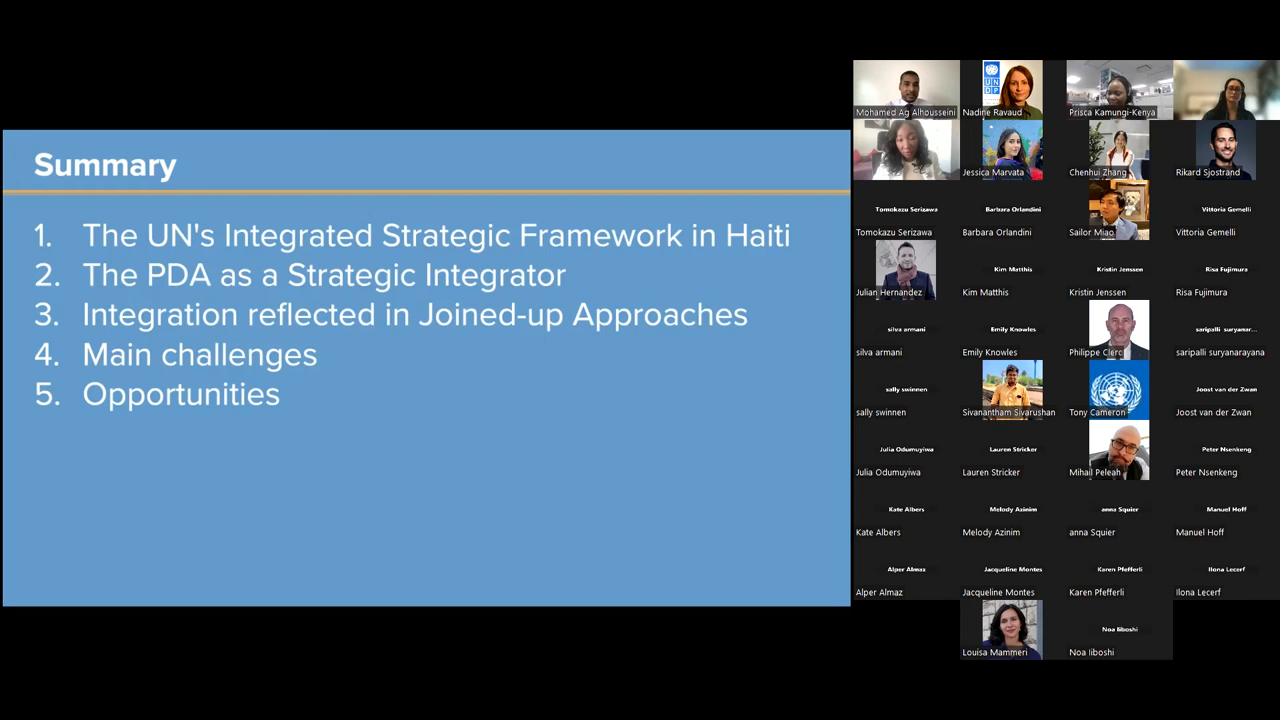 Summary
1. The UN's Integrated Strategic Framework in Haiti
2. The PDA as a Strategic Integrator
3. Integration reflected in Joined-up Approaches
4. Main challenges
5. Opportunities
Mohamed Ag Alhousseini
UN
DP
Nadine Ravaud
Prisca Kamungi-Kenya
Jessica Marvata
Chenhui Zhang
Rikard Sjostrand
Tomokazu Serizawa
Tomokazu Serizawa
Barbara Orlandini
Barbara Orlandini
Sailor Miao
Vittoria Gemelli
Vittoria Gemelli
Julian Hernandez
Kim Matthis
Kim Matthis
Kristin Jenssen
Kristin Jenssen
Risa Fujimura
Risa Fujimura
silva armani
silva armani
Emily Knowles
Emily Knowles
Philippe Clerc
saripalli suryanar...
saripalli suryanarayana
sally swinnen
sally swinnen
Sivanantham Sivarushan
Tony Cameron
Joost van der Zwan
Joost van der Zwan
Julia Odumuyiwa
Julia Odumuyiwa
Lauren Stricker
Lauren Stricker
Mihail Peleah
Peter Nsenkeng
Peter Nsenkeng
Kate Albers
Kate Albers
Melody Azinim
Melody Azinim
anna Squier
anna Squier
Manuel Hoff
Manuel Hoff
Alper Almaz
Alper Almaz
Jacqueline Montes
Jacqueline Montes
Karen Pfefferli
Karen Pfefferli
Ilona Lecerf
Ilona Lecerf
Louisa Mammeri
Noa Iiboshi
Noa Iiboshi